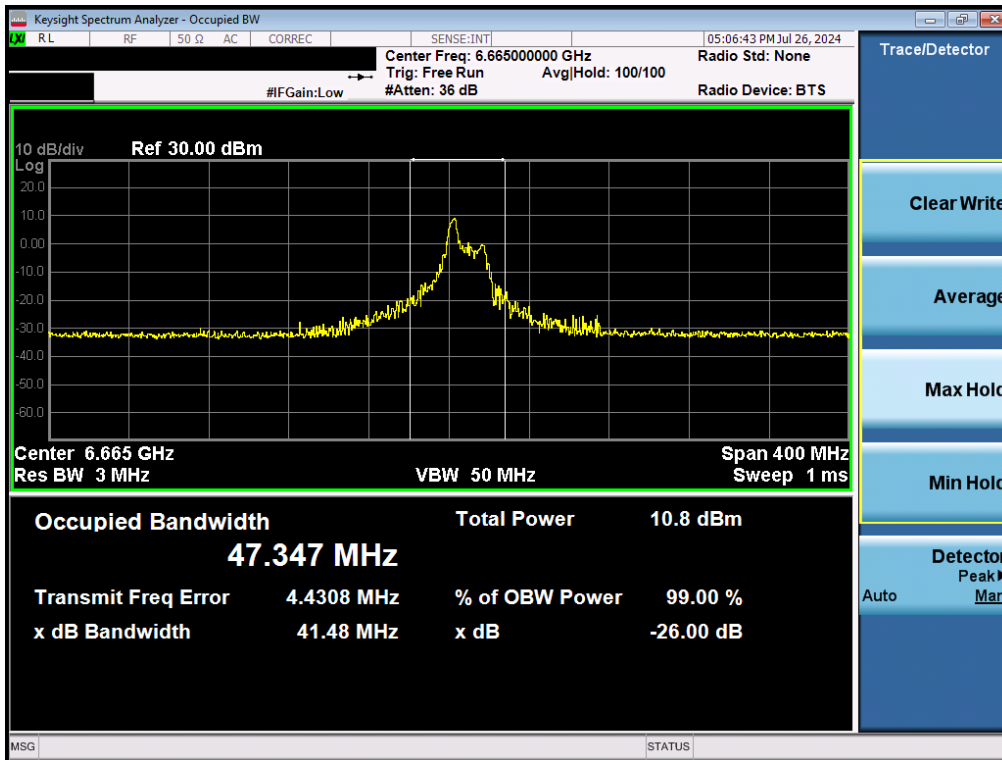 Keysight Spectrum Analyzer - Occupied BW
LXI RL RF 50 Ω AC CORREC SENSE:INT 05:06:43 PM Jul 26, 2024
Center Freq: 6.665000000 GHz Radio Std: None
Trig: Free Run Avg|Hold: 100/100
#IFGain:Low #Atten: 36 dB Radio Device: BTS
10 dB/div Ref 30.00 dBm
Log
20.0
10.0
0.00
-10.0
-20.0
-30.0
-40.0
-50.0
-60.0
Center 6.665 GHz Span 400 MHz
Res BW 3 MHz VBW 50 MHz Sweep 1 ms
Occupied Bandwidth Total Power 10.8 dBm
47.347 MHz
Transmit Freq Error 4.4308 MHz % of OBW Power 99.00 %
x dB Bandwidth 41.48 MHz x dB -26.00 dB
MSG STATUS
Trace/Detector
Clear Write
Average
Max Hold
Min Hold
Detector
Peak
Auto Man